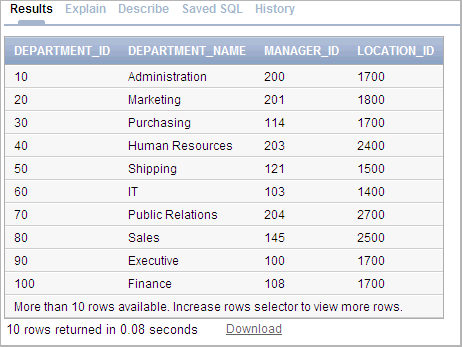 Results Explain Describe Saved SQL History
DEPARTMENT_ID DEPARTMENT_NAME MANAGER_ID LOCATION_ID
10 Administration 200 1700
20 Marketing 201 1800
30 Purchasing 114 1700
40 Human Resources 203 2400
50 Shipping 121 1500
60 IT 103 1400
70 Public Relations 204 2700
80 Sales 145 2500
90 Executive 100 1700
100 Finance 108 1700
More than 10 rows available. Increase rows selector to view more rows.
10 rows returned in 0.08 seconds Download